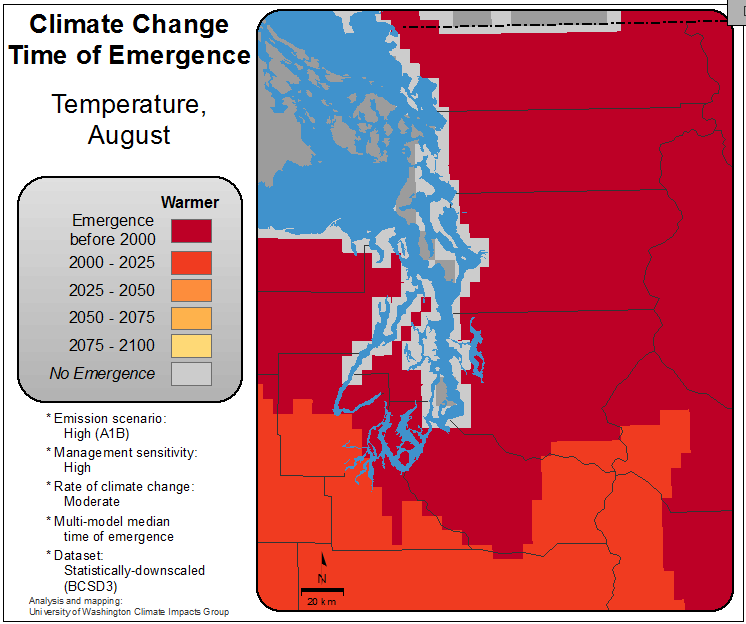 Climate Change
Time of Emergence
Temperature,
August
Warmer
Emergence
before 2000
2000 - 2025
2025 - 2050
2050 - 2075
2075 - 2100
No Emergence
* Emission scenario:
High (A1B)
* Management sensitivity:
High
* Rate of climate change:
Moderate
* Multi-model median
time of emergence
* Dataset:
Statistically-downscaled
(BCSD3)
Analysis and mapping:
University of Washington Climate Impacts Group
N
20 km